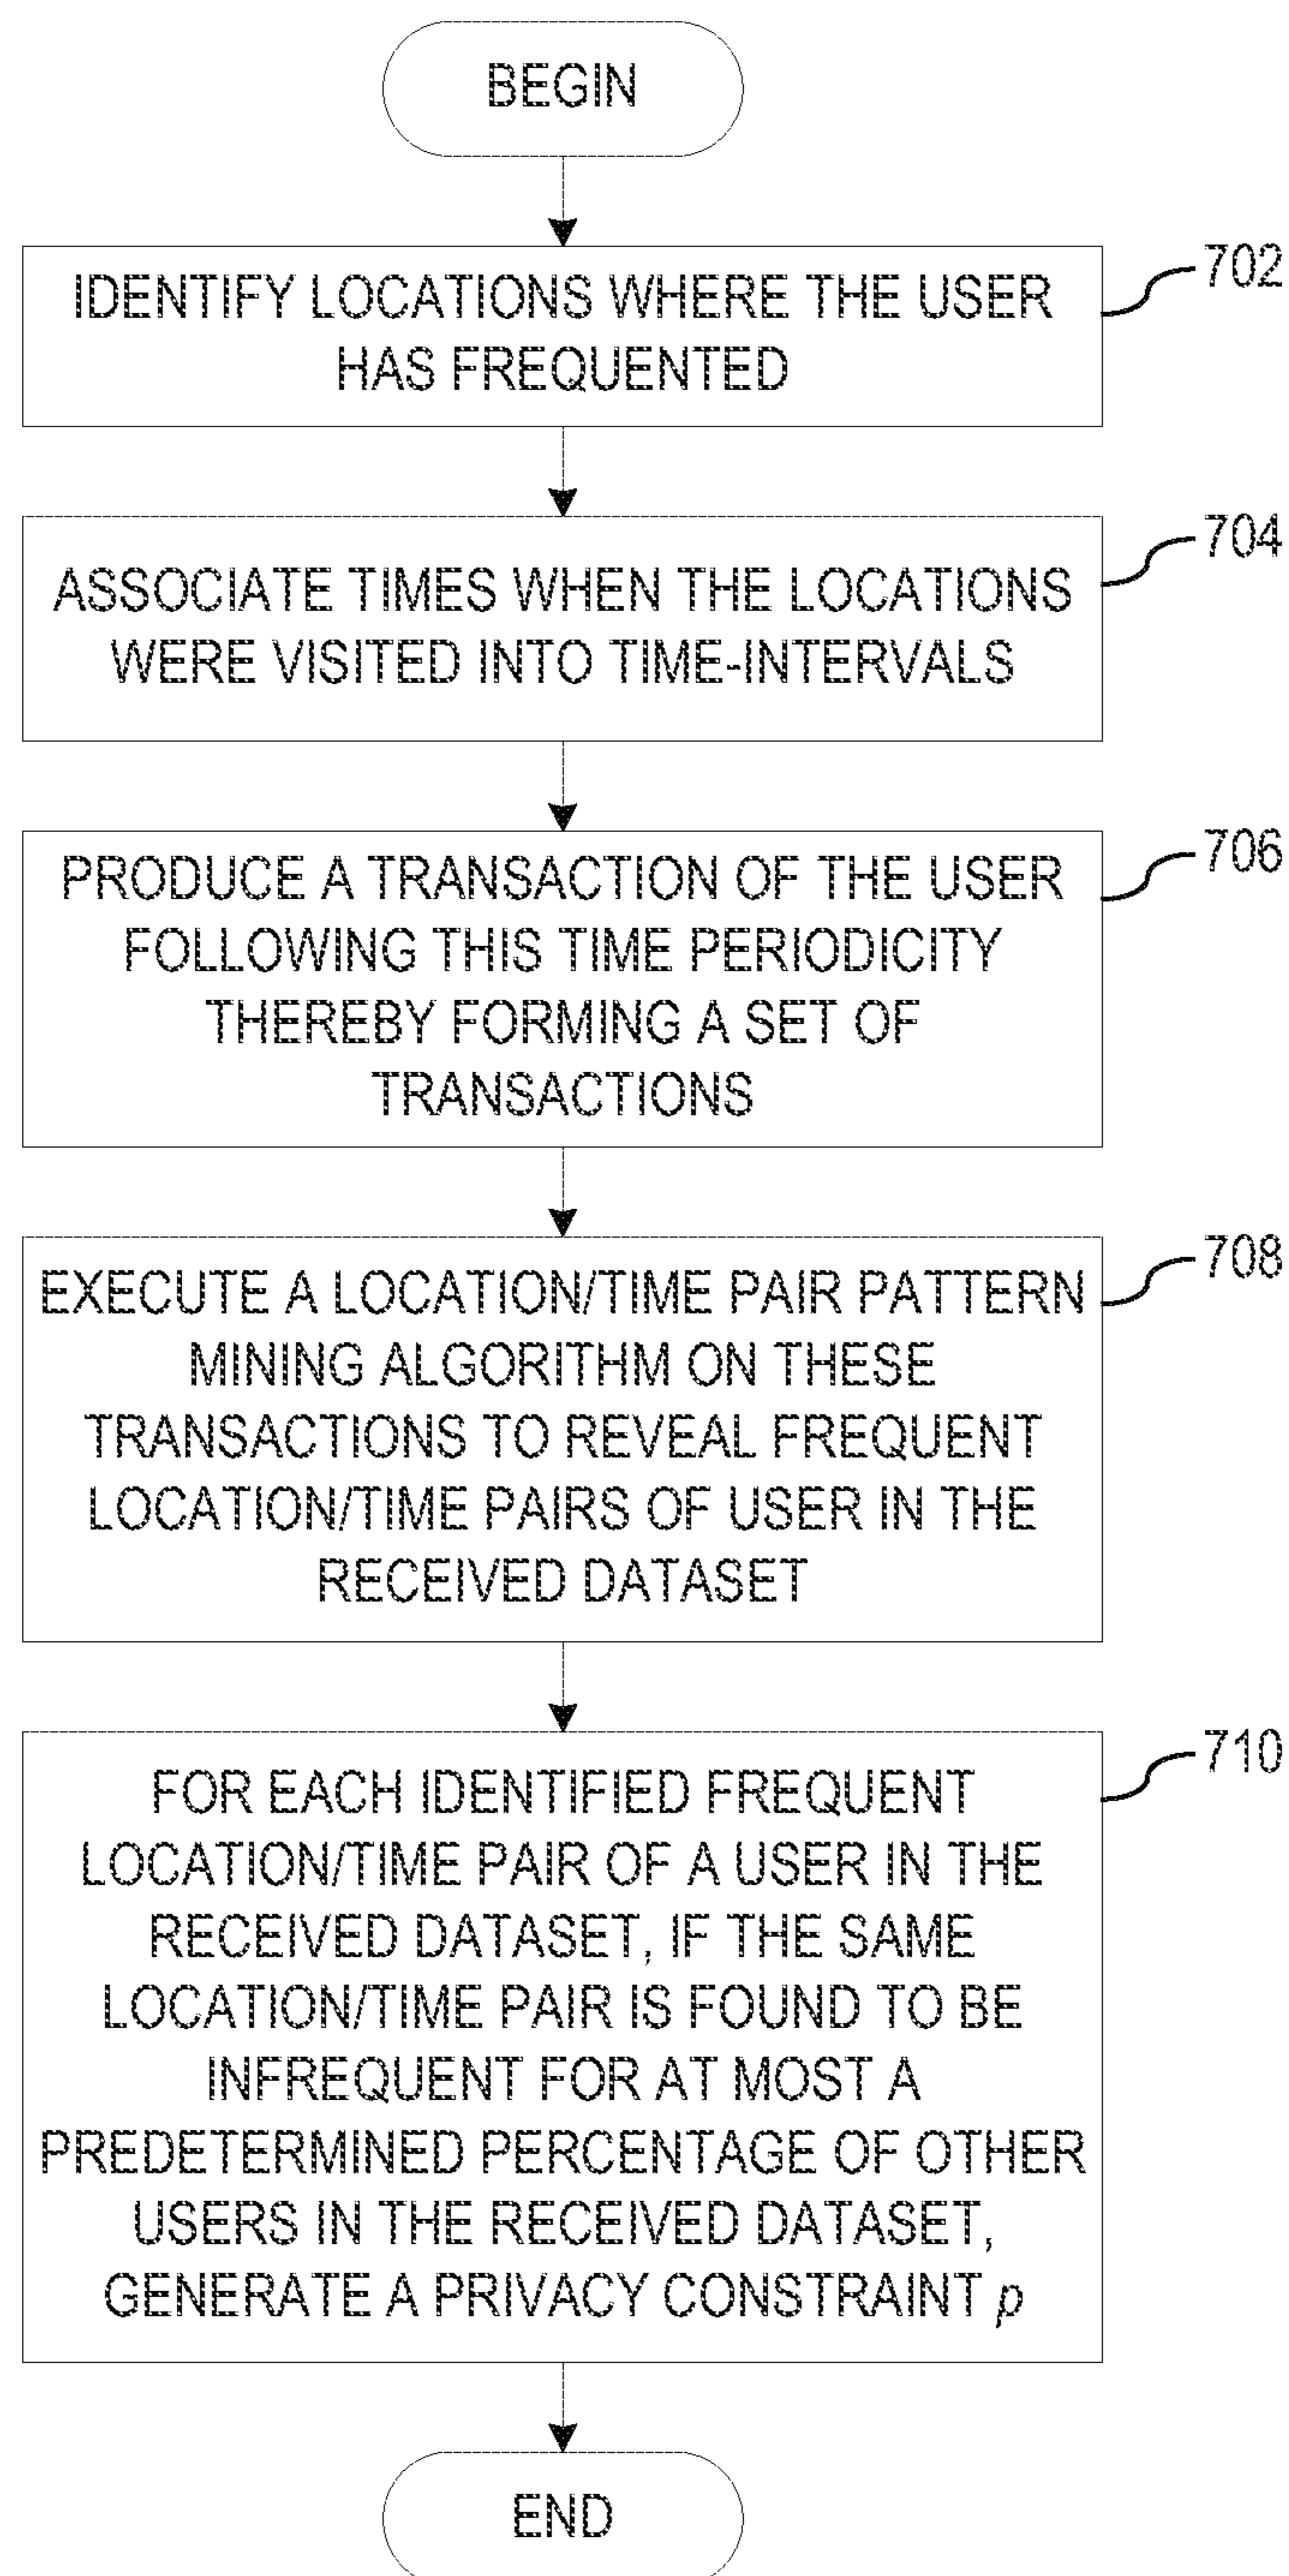 BEGIN
IDENTIFY LOCATIONS WHERE THE USER
HAS FREQUENTED
702
ASSOCIATE TIMES WHEN THE LOCATIONS
WERE VISITED INTO TIME-INTERVALS
704
PRODUCE A TRANSACTION OF THE USER
FOLLOWING THIS TIME PERIODICITY
THEREBY FORMING A SET OF
TRANSACTIONS
706
EXECUTE A LOCATION/TIME PAIR PATTERN
MINING ALGORITHM ON THESE
TRANSACTIONS TO REVEAL FREQUENT
LOCATION/TIME PAIRS OF USER IN THE
RECEIVED DATASET
708
FOR EACH IDENTIFIED FREQUENT
LOCATION/TIME PAIR OF A USER IN THE
RECEIVED DATASET, IF THE SAME
LOCATION/TIME PAIR IS FOUND TO BE
INFREQUENT FOR AT MOST A
PREDETERMINED PERCENTAGE OF OTHER
USERS IN THE RECEIVED DATASET,
GENERATE A PRIVACY CONSTRAINT p
710
END